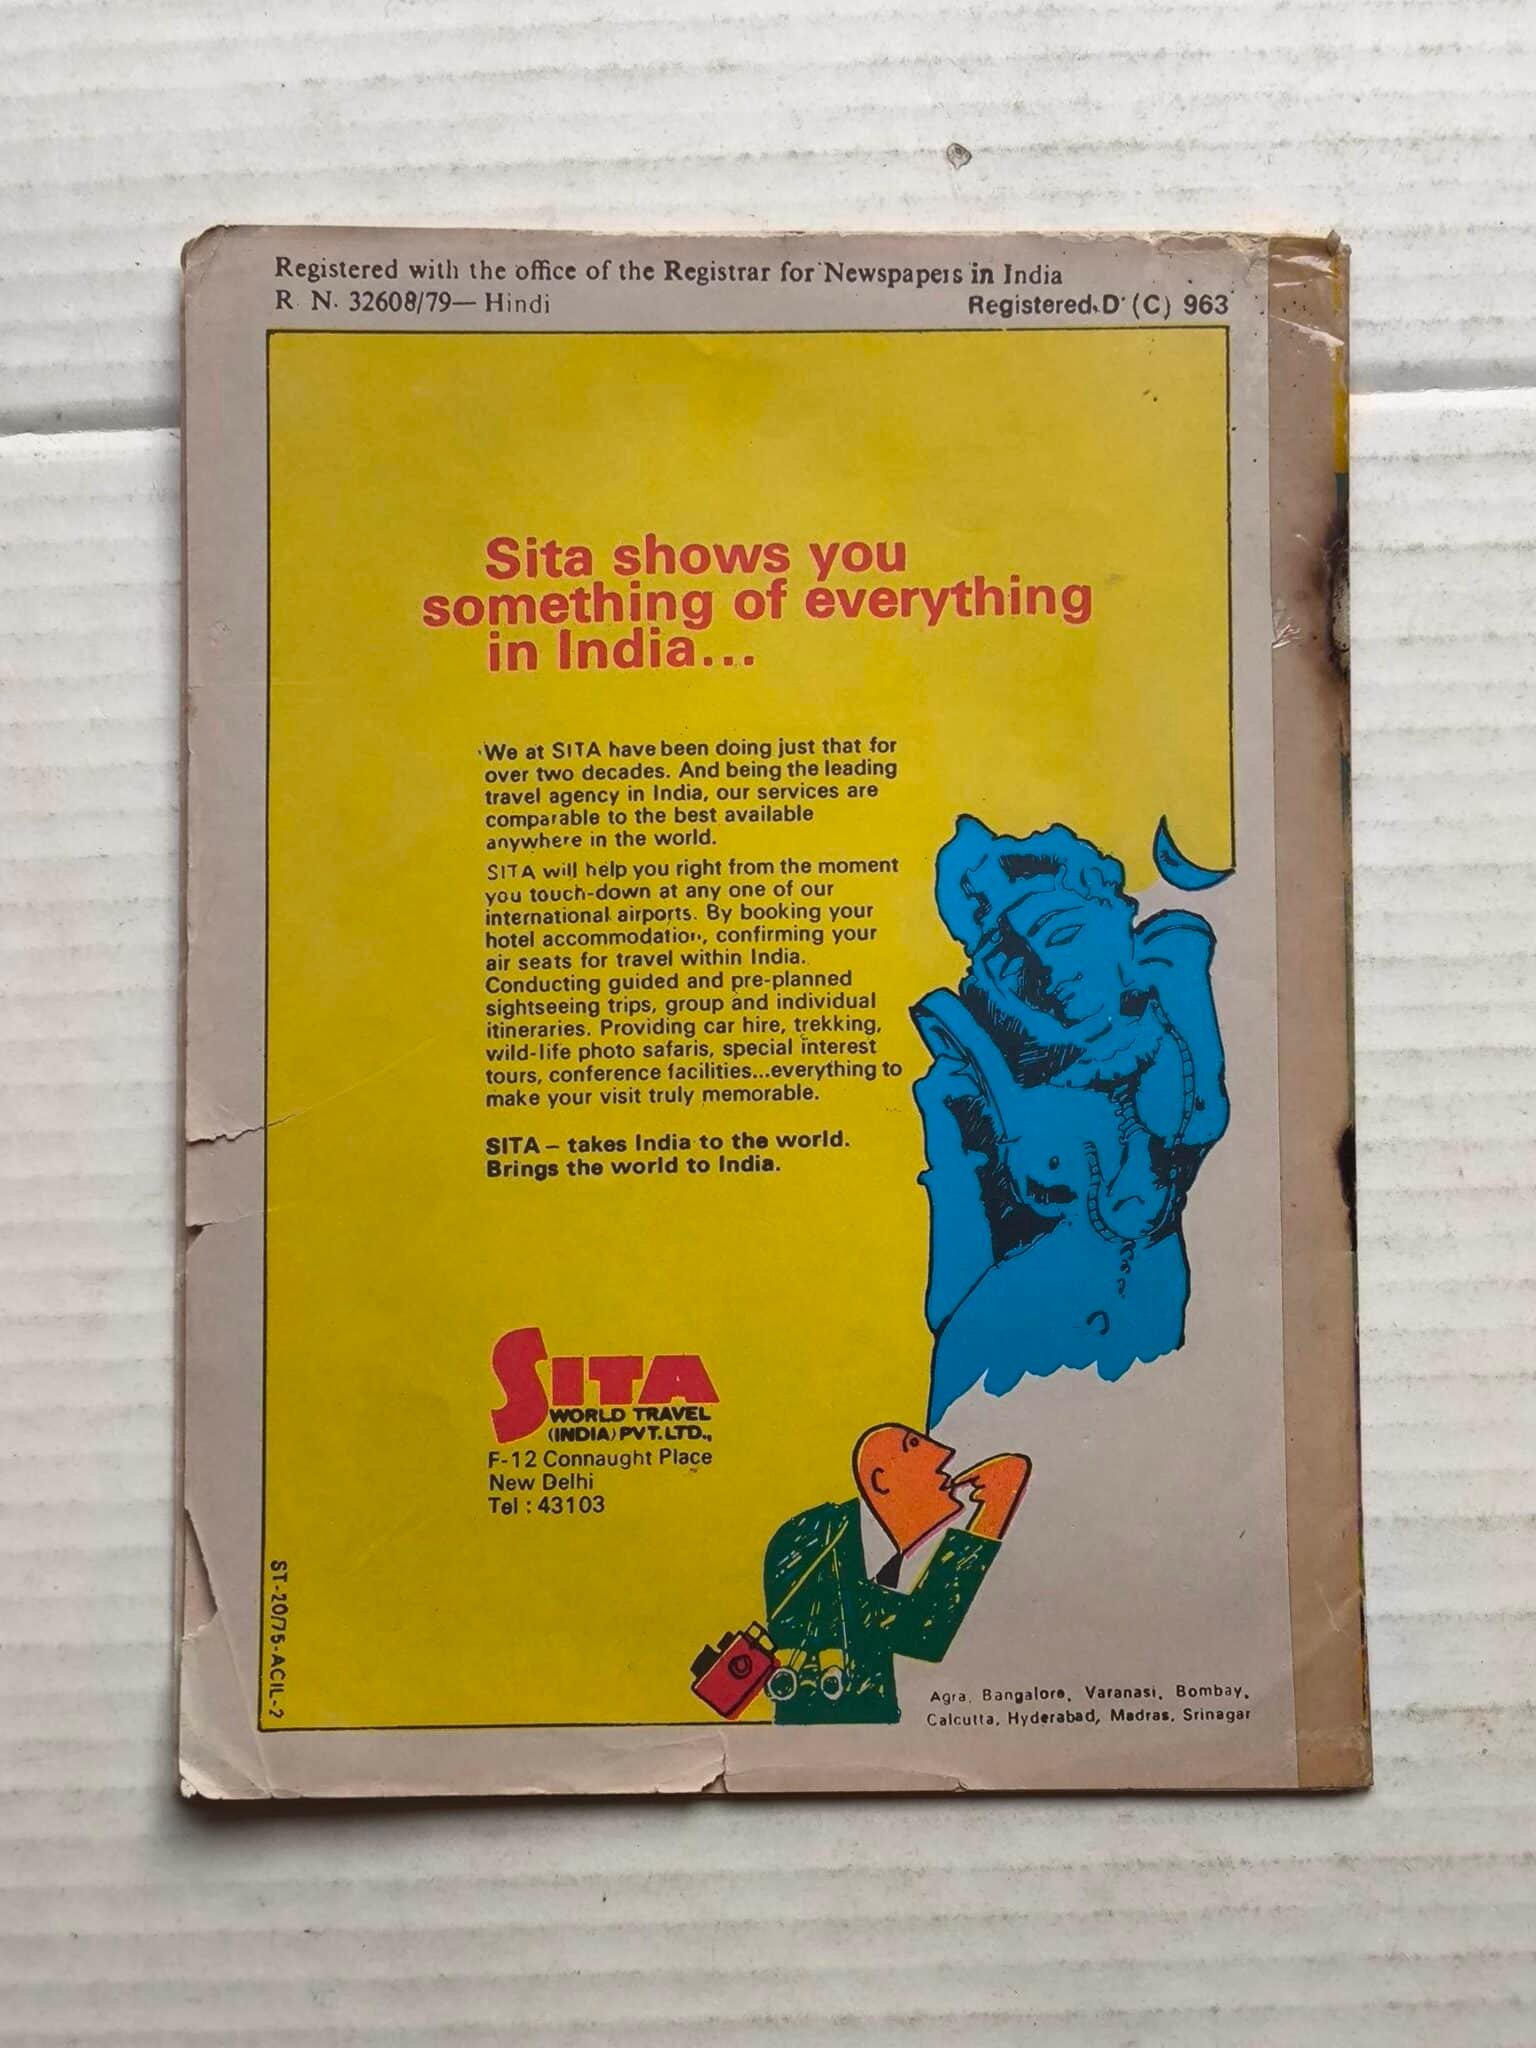 Registered with the office of the Registrar for Newspapers in India
R. N. 32608/79— Hindi
Registered. D (C) 963
Sita shows you
something of everything
in India...
We at SITA have been doing just that for
over two decades. And being the leading
travel agency in India, our services are
comparable to the best available
anywhere in the world.
SITA will help you right from the moment
you touch-down at any one of our
international airports. By booking your
hotel accommodation, confirming your
air seats for travel within India.
Conducting guided and pre-planned
sightseeing trips, group and individual
itineraries. Providing car hire, trekking,
wild-life photo safaris, special interest
tours, conference facilities...everything to
make your visit truly memorable.
SITA – takes India to the world.
Brings the world to India.
SITA
WORLD TRAVEL
(INDIA) PVT. LTD.,
F-12 Connaught Place
New Delhi
Tel : 43103
ST-20/75-ACIL-2
Agra, Bangalore, Varanasi, Bombay,
Calcutta, Hyderabad, Madras, Srinagar